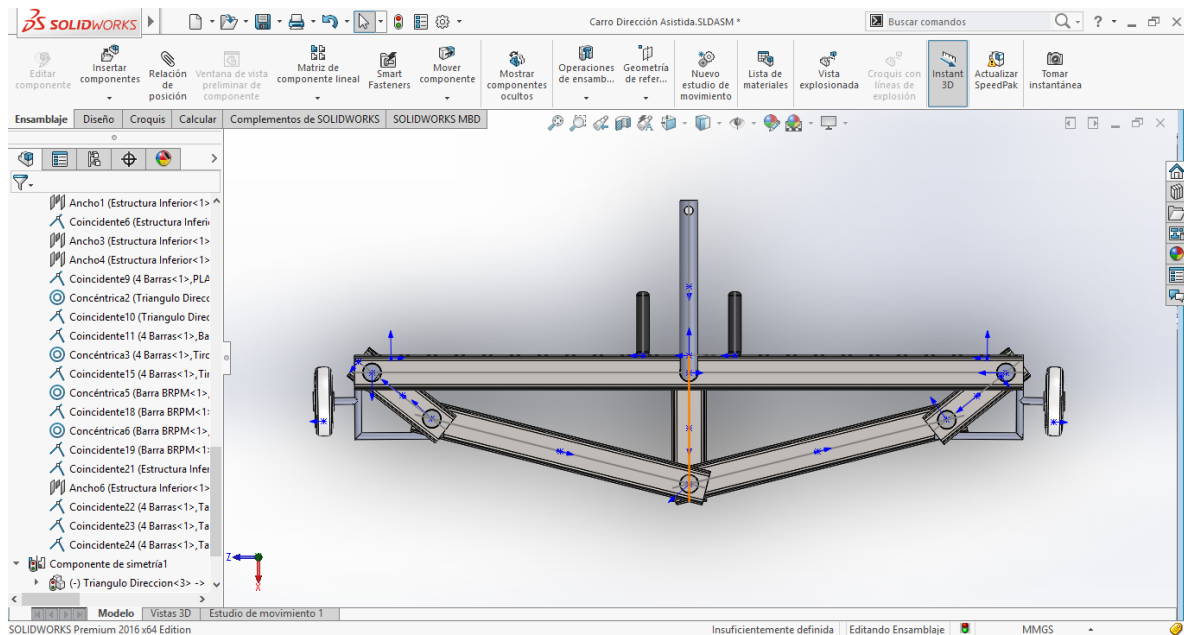 SOLIDWORKS
Carro Dirección Asistida.SLDASM *
Buscar comandos
Editar componente
Insertar componentes
Relación de posición
Ventana de vista preliminar de componente
Matriz de componente lineal
Smart Fasteners
Mover componente
Mostrar componentes ocultos
Operaciones de ensamb...
Geometría de refer...
Nuevo estudio de movimiento
Lista de materiales
Vista explosionada
Croquis con líneas de explosión
Instant 3D
Actualizar SpeedPak
Tomar instantánea
Ensamblaje Diseño Croquis Calcular Complementos de SOLIDWORKS SOLIDWORKS MBD
Ancho1 (Estructura Inferior<1>
Coincidente6 (Estructura Inferi
Ancho3 (Estructura Inferior<1>
Ancho4 (Estructura Inferior<1>
Coincidente9 (4 Barras<1>,PLA
Concéntrica2 (Triangulo Direcc
Coincidente10 (Triangulo Direc
Coincidente11 (4 Barras<1>,Ba
Concéntrica3 (4 Barras<1>,Tirc
Coincidente15 (4 Barras<1>,Tir
Concéntrica5 (Barra BRPM<1>,
Coincidente18 (Barra BRPM<1>
Concéntrica6 (Barra BRPM<1>,
Coincidente19 (Barra BRPM<1>
Coincidente21 (Estructura Infer
Ancho6 (Estructura Inferior<1>
Coincidente22 (4 Barras<1>,Ta
Coincidente23 (4 Barras<1>,Ta
Coincidente24 (4 Barras<1>,Ta
Componente de simetría1
(-) Triangulo Direccion<3> ->
Z
X
Modelo Vistas 3D Estudio de movimiento 1
SOLIDWORKS Premium 2016 x64 Edition
Insuficientemente definida Editando Ensamblaje MMGS